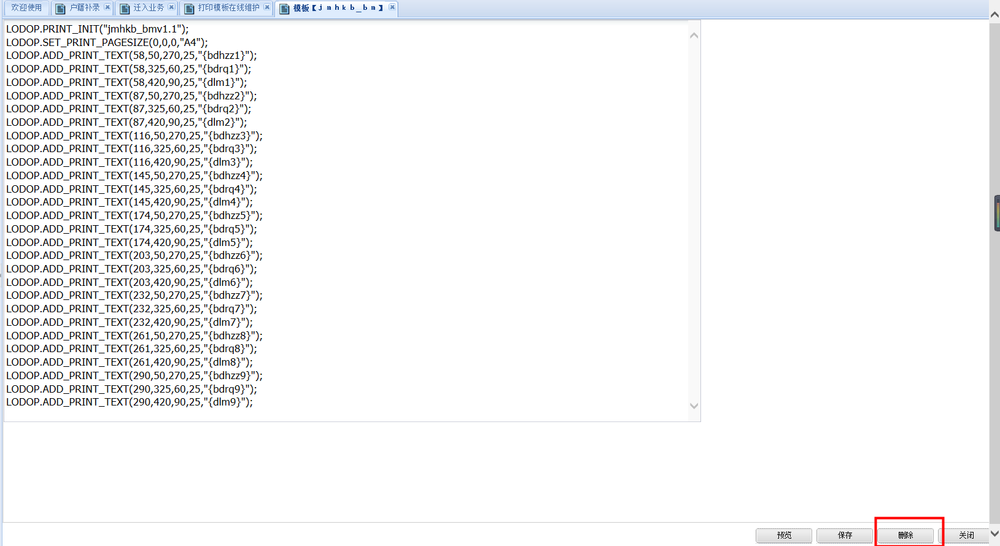 欢迎使用 户籍补录 迁入业务 打印模板在线维护 模板【jmhkb_bm】
LODOP.PRINT_INIT("jmhkb_bmv1.1");
LODOP.SET_PRINT_PAGESIZE(0,0,0,"A4");
LODOP.ADD_PRINT_TEXT(58,50,270,25,"{bdhzz1}");
LODOP.ADD_PRINT_TEXT(58,325,60,25,"{bdrq1}");
LODOP.ADD_PRINT_TEXT(58,420,90,25,"{dlm1}");
LODOP.ADD_PRINT_TEXT(87,50,270,25,"{bdhzz2}");
LODOP.ADD_PRINT_TEXT(87,325,60,25,"{bdrq2}");
LODOP.ADD_PRINT_TEXT(87,420,90,25,"{dlm2}");
LODOP.ADD_PRINT_TEXT(116,50,270,25,"{bdhzz3}");
LODOP.ADD_PRINT_TEXT(116,325,60,25,"{bdrq3}");
LODOP.ADD_PRINT_TEXT(116,420,90,25,"{dlm3}");
LODOP.ADD_PRINT_TEXT(145,50,270,25,"{bdhzz4}");
LODOP.ADD_PRINT_TEXT(145,325,60,25,"{bdrq4}");
LODOP.ADD_PRINT_TEXT(145,420,90,25,"{dlm4}");
LODOP.ADD_PRINT_TEXT(174,50,270,25,"{bdhzz5}");
LODOP.ADD_PRINT_TEXT(174,325,60,25,"{bdrq5}");
LODOP.ADD_PRINT_TEXT(174,420,90,25,"{dlm5}");
LODOP.ADD_PRINT_TEXT(203,50,270,25,"{bdhzz6}");
LODOP.ADD_PRINT_TEXT(203,325,60,25,"{bdrq6}");
LODOP.ADD_PRINT_TEXT(203,420,90,25,"{dlm6}");
LODOP.ADD_PRINT_TEXT(232,50,270,25,"{bdhzz7}");
LODOP.ADD_PRINT_TEXT(232,325,60,25,"{bdrq7}");
LODOP.ADD_PRINT_TEXT(232,420,90,25,"{dlm7}");
LODOP.ADD_PRINT_TEXT(261,50,270,25,"{bdhzz8}");
LODOP.ADD_PRINT_TEXT(261,325,60,25,"{bdrq8}");
LODOP.ADD_PRINT_TEXT(261,420,90,25,"{dlm8}");
LODOP.ADD_PRINT_TEXT(290,50,270,25,"{bdhzz9}");
LODOP.ADD_PRINT_TEXT(290,325,60,25,"{bdrq9}");
LODOP.ADD_PRINT_TEXT(290,420,90,25,"{dlm9}");
预览 保存 删除 关闭